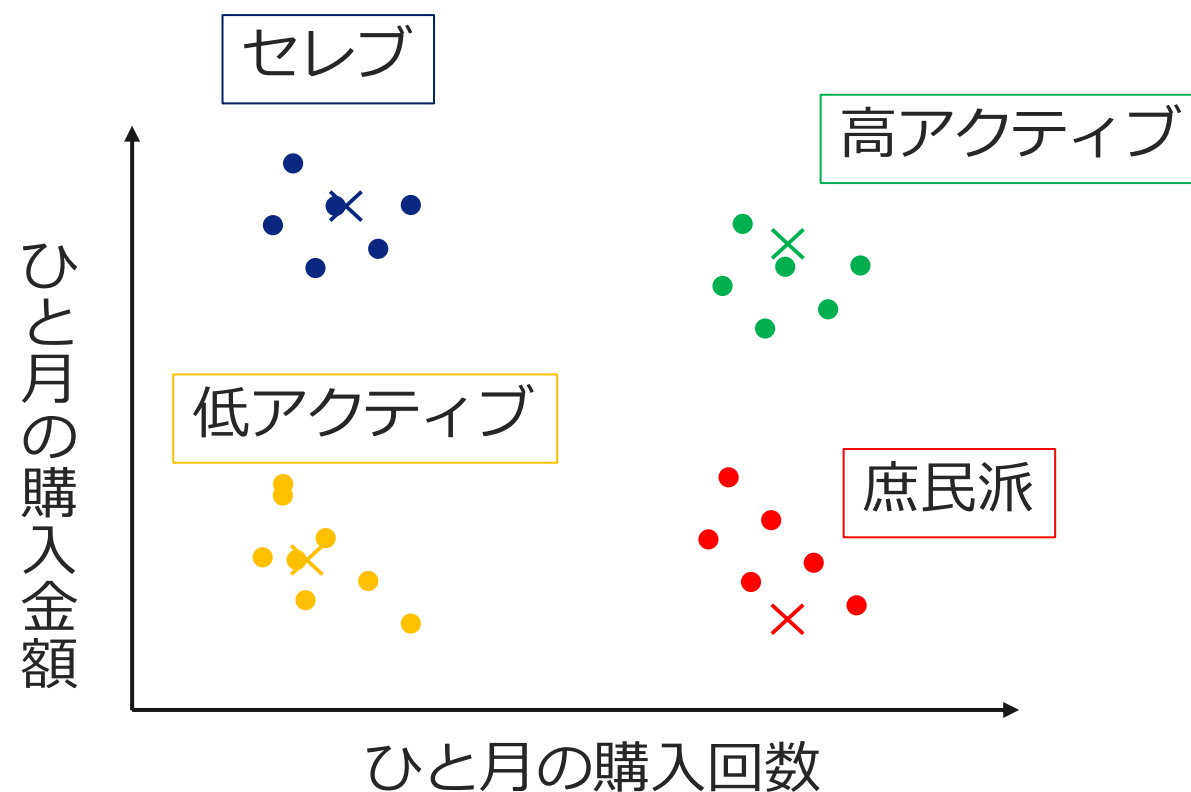 セレブ
高アクティブ
ひと月の購入金額
低アクティブ
庶民派
ひと月の購入回数